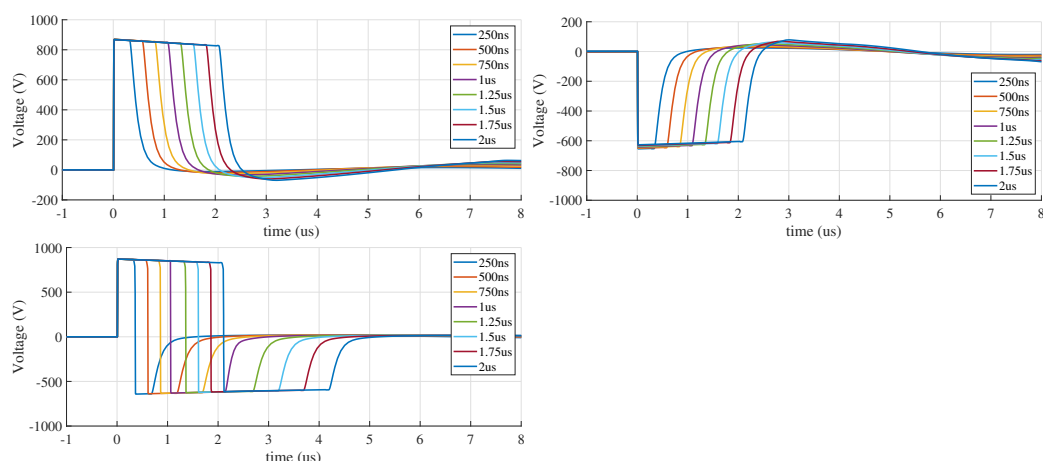 Voltage (V)
1000
800
600
400
200
0
-200
-1
0
1
2
3
4
5
6
7
8
time (us)
250ns
500ns
750ns
1us
1.25us
1.5us
1.75us
2us
Voltage (V)
200
0
-200
-400
-600
-800
-1000
-1
0
1
2
3
4
5
6
7
8
time (us)
250ns
500ns
750ns
1us
1.25us
1.5us
1.75us
2us
Voltage (V)
1000
500
0
-500
-1000
-1
0
1
2
3
4
5
6
7
8
time (us)
250ns
500ns
750ns
1us
1.25us
1.5us
1.75us
2us